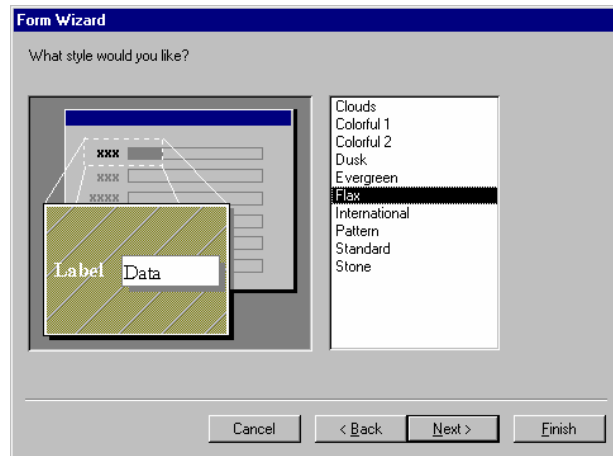 Form Wizard
What style would you like?
xxx
xxx
xxxx
Label Data
Clouds
Colorful 1
Colorful 2
Dusk
Evergreen
Flax
International
Pattern
Standard
Stone
Cancel < Back Next > Finish